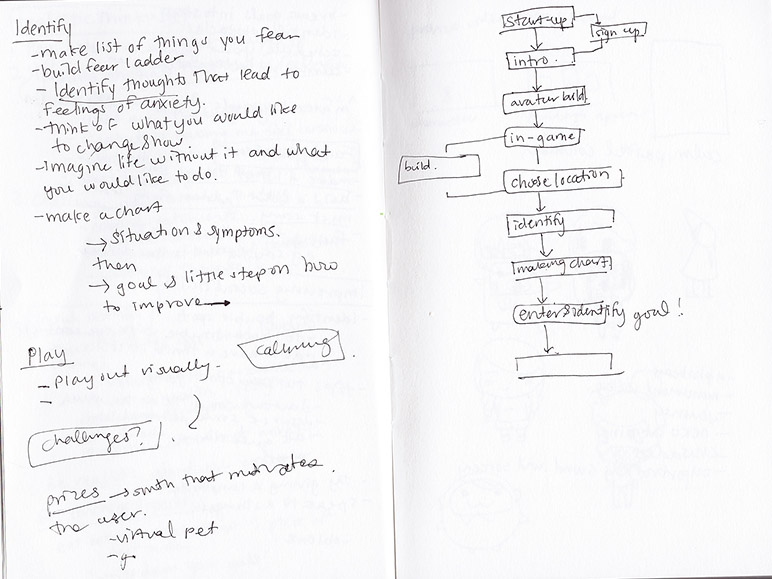 Identify
- make list of things you fear
- build fear ladder
- Identify thoughts that lead to
feelings of anxiety.
- think of what you would like
to change/how.
- imagine life without it and what
you would like to do.
- make a chart
→ situation & symptoms.
then
→ goal & little step on how
to improve →
Play
- Play out visually.
-
calming
challenges?
prizes → smth that motivates
the user.
- virtual pet
Start-up
sign up
intro.
avatar build
in-game
build.
choose location
identify
making chart
enter & identify goal!